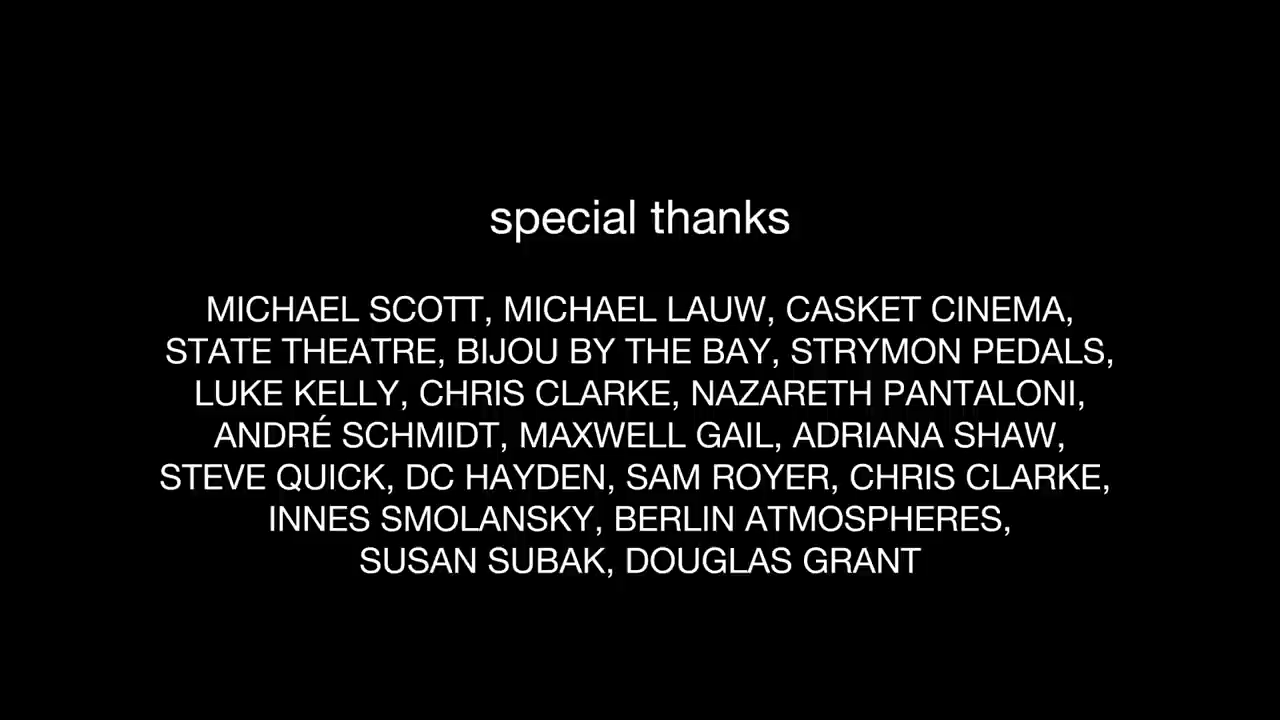 special thanks
MICHAEL SCOTT, MICHAEL LAUW, CASKET CINEMA,
STATE THEATRE, BIJOU BY THE BAY, STRYMON PEDALS,
LUKE KELLY, CHRIS CLARKE, NAZARETH PANTALONI,
ANDRÉ SCHMIDT, MAXWELL GAIL, ADRIANA SHAW,
STEVE QUICK, DC HAYDEN, SAM ROYER, CHRIS CLARKE,
INNES SMOLANSKY, BERLIN ATMOSPHERES,
SUSAN SUBAK, DOUGLAS GRANT